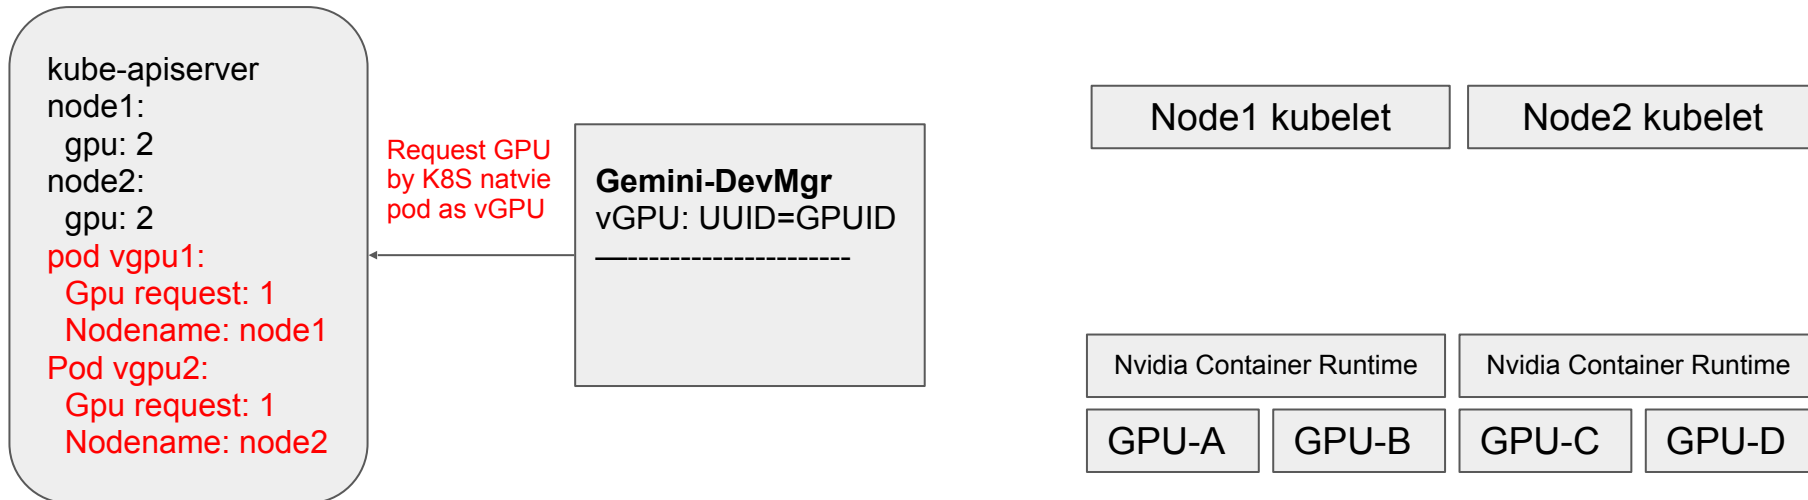 kube-apiserver
node1:
gpu: 2
node2:
gpu: 2
pod vgpu1:
Gpu request: 1
Nodename: node1
Pod vgpu2:
Gpu request: 1
Nodename: node2
Request GPU
by K8S natvie
pod as vGPU
Gemini-DevMgr
vGPU: UUID=GPUID
—---------------------
Node1 kubelet
Node2 kubelet
Nvidia Container Runtime
Nvidia Container Runtime
GPU-A
GPU-B
GPU-C
GPU-D